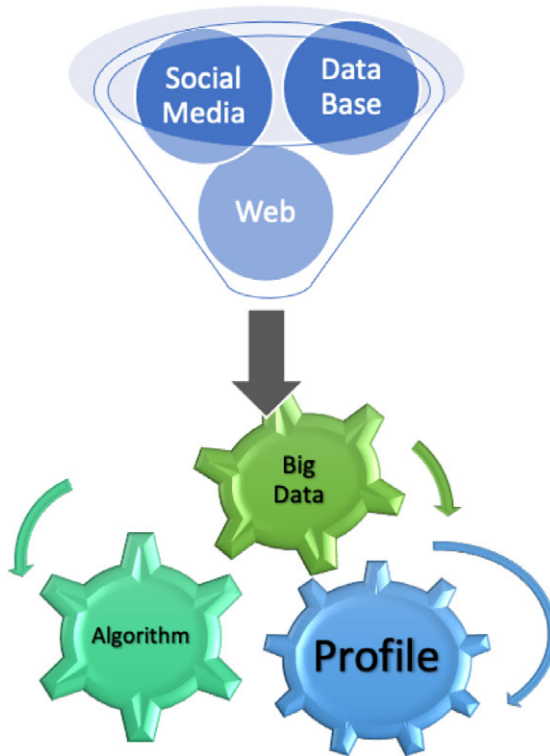 Social
Media
Data
Base
Web
Big
Data
Algorithm
Profile